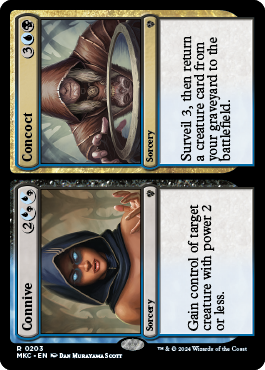 Connive 2
Sorcery
Gain control of target
creature with power 2
or less.
Concoct 3
Sorcery
Surveil 3, then return
a creature card from
your graveyard to the
battlefield.
R 0203
MKC • EN DAN MURAYAMA SCOTT
™ & © 2024 Wizards of the Coast